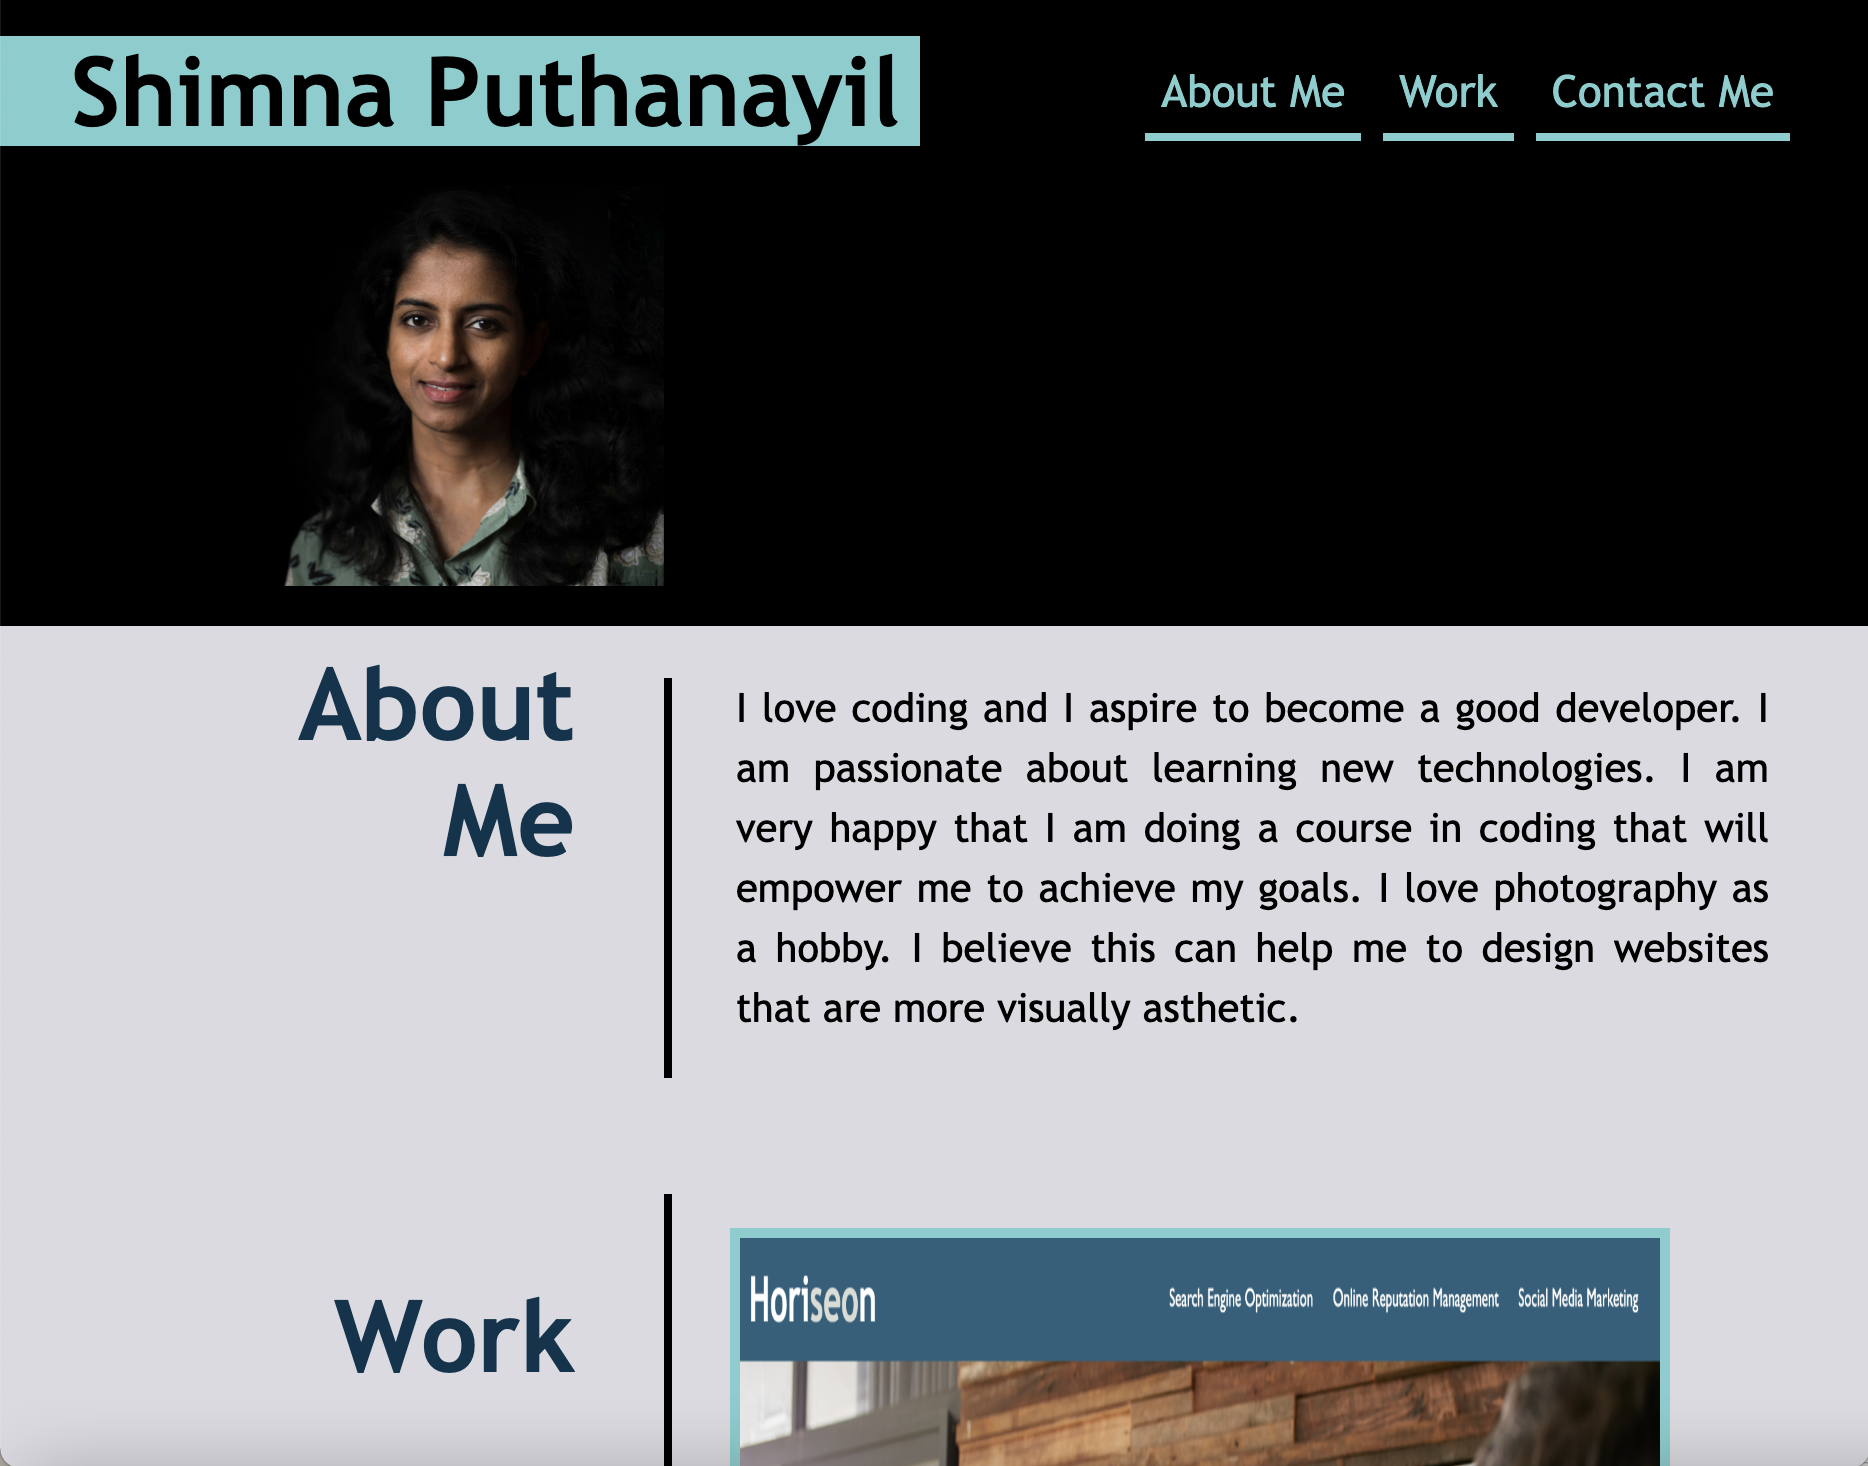 Shimna Puthanayil
About Me Work Contact Me
About
Me
I love coding and I aspire to become a good developer. I
am passionate about learning new technologies. I am
very happy that I am doing a course in coding that will
empower me to achieve my goals. I love photography as
a hobby. I believe this can help me to design websites
that are more visually asthetic.
Work
Horiseon
Search Engine Optimization Online Reputation Management Social Media Marketing